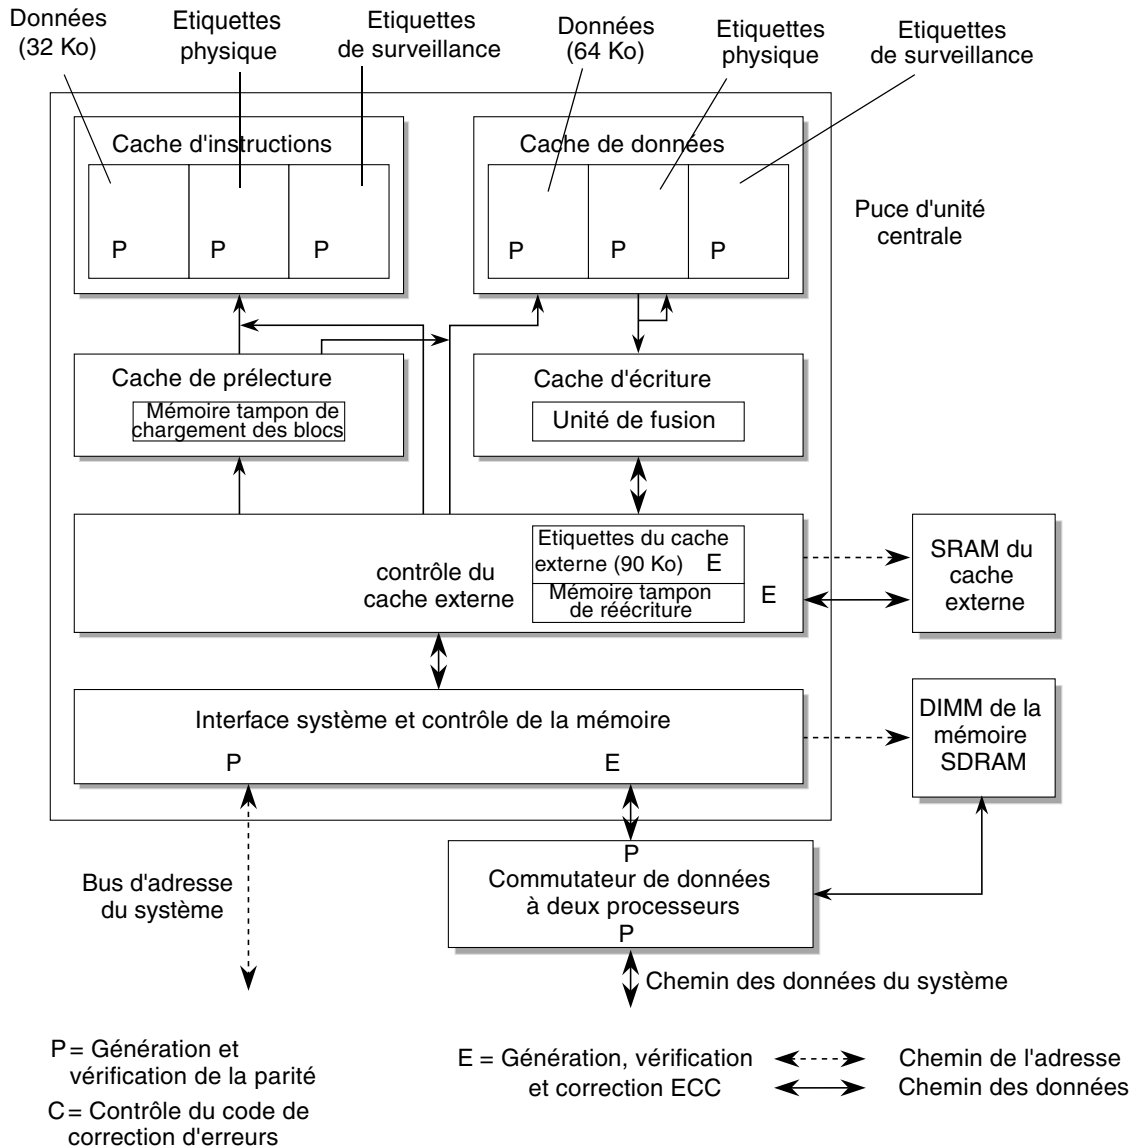 Données
(32 Ko)
Etiquettes
physique
Etiquettes
de surveillance
Données
(64 Ko)
Etiquettes
physique
Etiquettes
de surveillance
Cache d'instructions
P
P
P
Cache de données
P
P
P
Puce d'unité
centrale
Cache de prélecture
Mémoire tampon de
chargement des blocs
Cache d'écriture
Unité de fusion
contrôle du
cache externe
Etiquettes du cache
externe (90 Ko) E
Mémoire tampon
de réécriture
E
SRAM du
cache
externe
Interface système et contrôle de la mémoire
P
E
DIMM de la
mémoire
SDRAM
Bus d'adresse
du système
P
Commutateur de données
à deux processeurs
P
Chemin des données du système
P = Génération et
vérification de la parité
C = Contrôle du code de
correction d'erreurs
E = Génération, vérification
et correction ECC
Chemin de l'adresse
Chemin des données